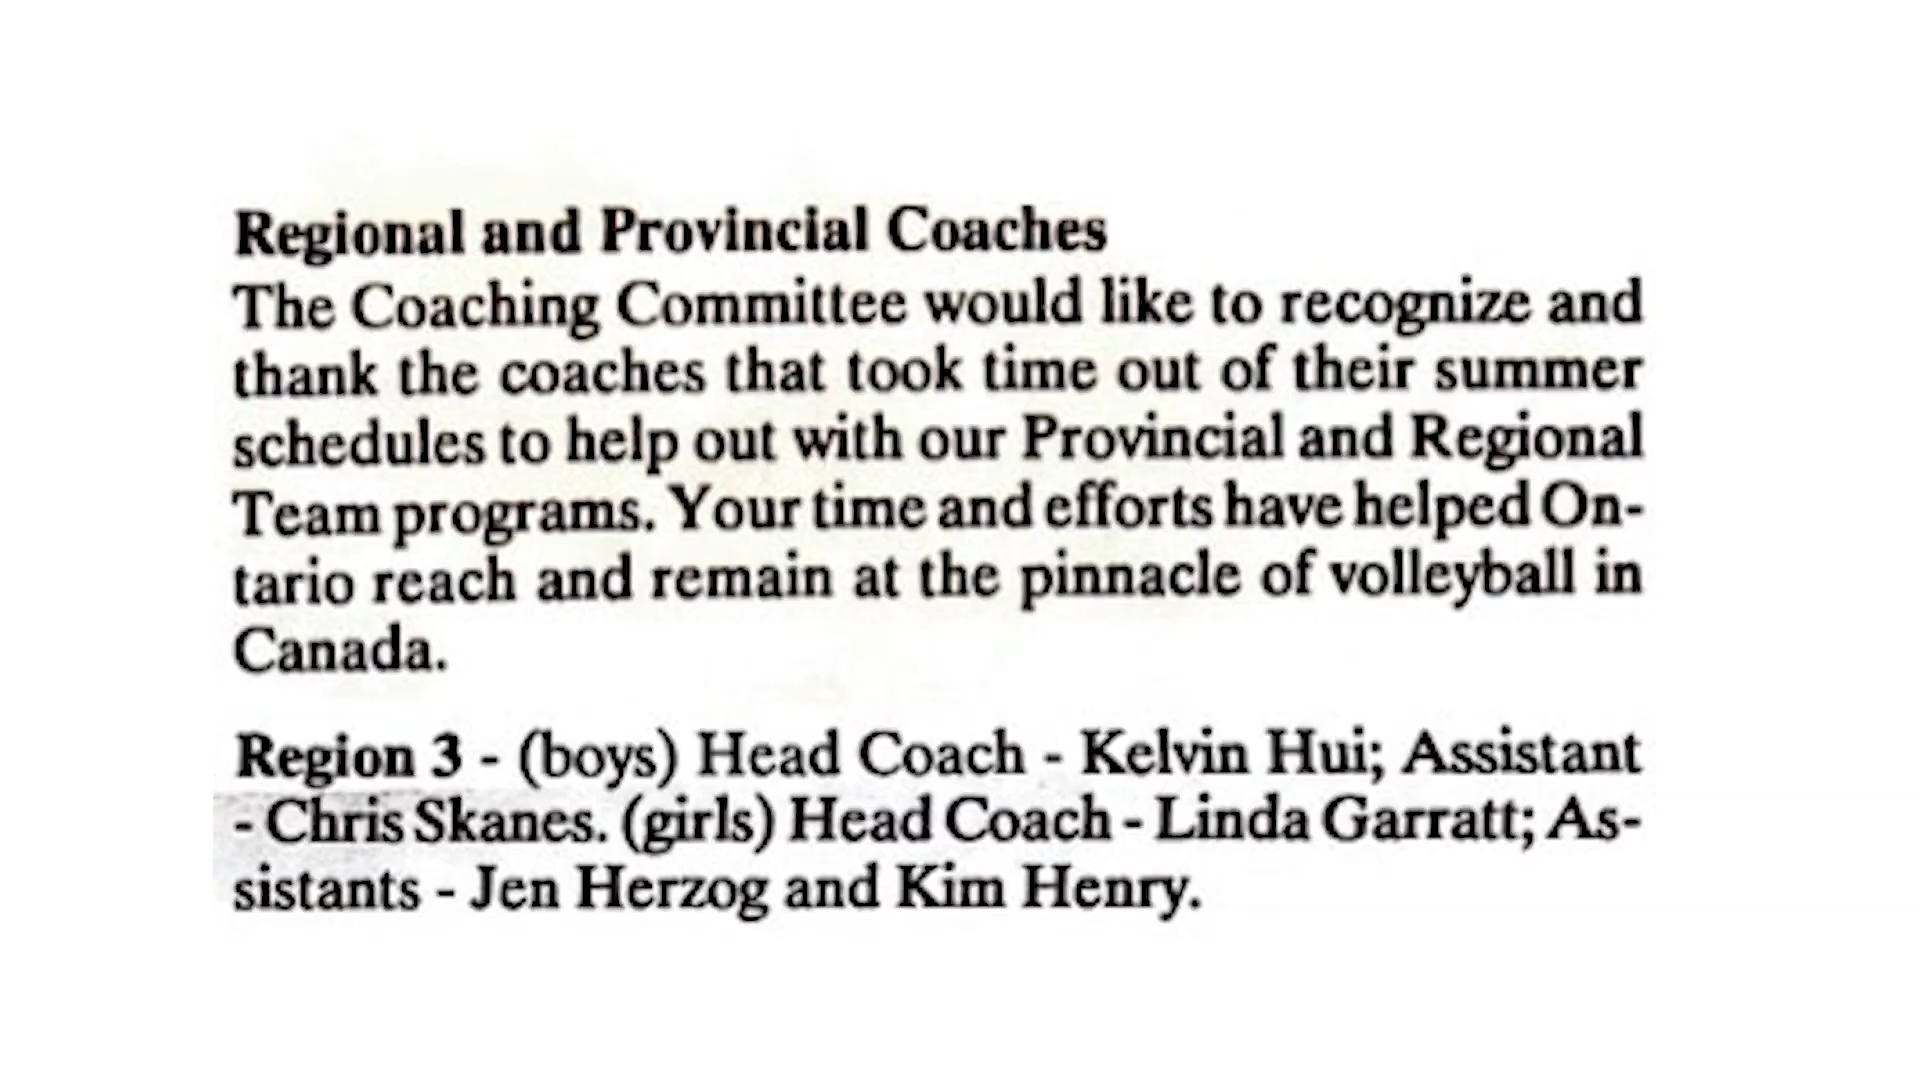 Regional and Provincial Coaches
The Coaching Committee would like to recognize and
thank the coaches that took time out of their summer
schedules to help out with our Provincial and Regional
Team programs. Your time and efforts have helped On-
tario reach and remain at the pinnacle of volleyball in
Canada.
Region 3 - (boys) Head Coach - Kelvin Hui; Assistant
- Chris Skanes. (girls) Head Coach - Linda Garratt; As-
sistants - Jen Herzog and Kim Henry.